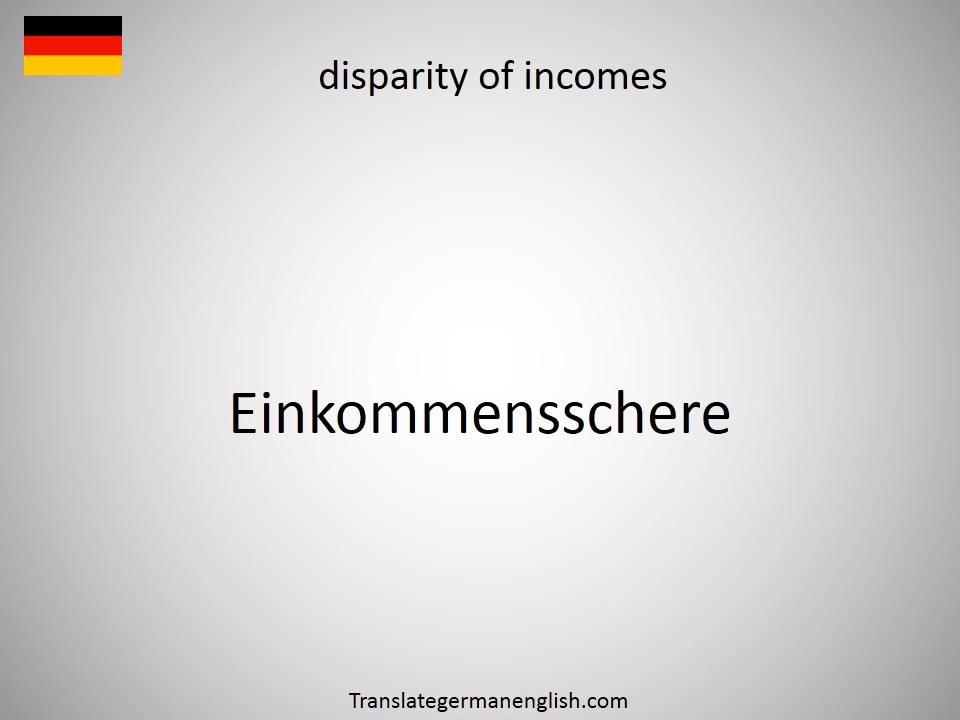 disparity of incomes
Einkommensschere
Translategermanenglish.com